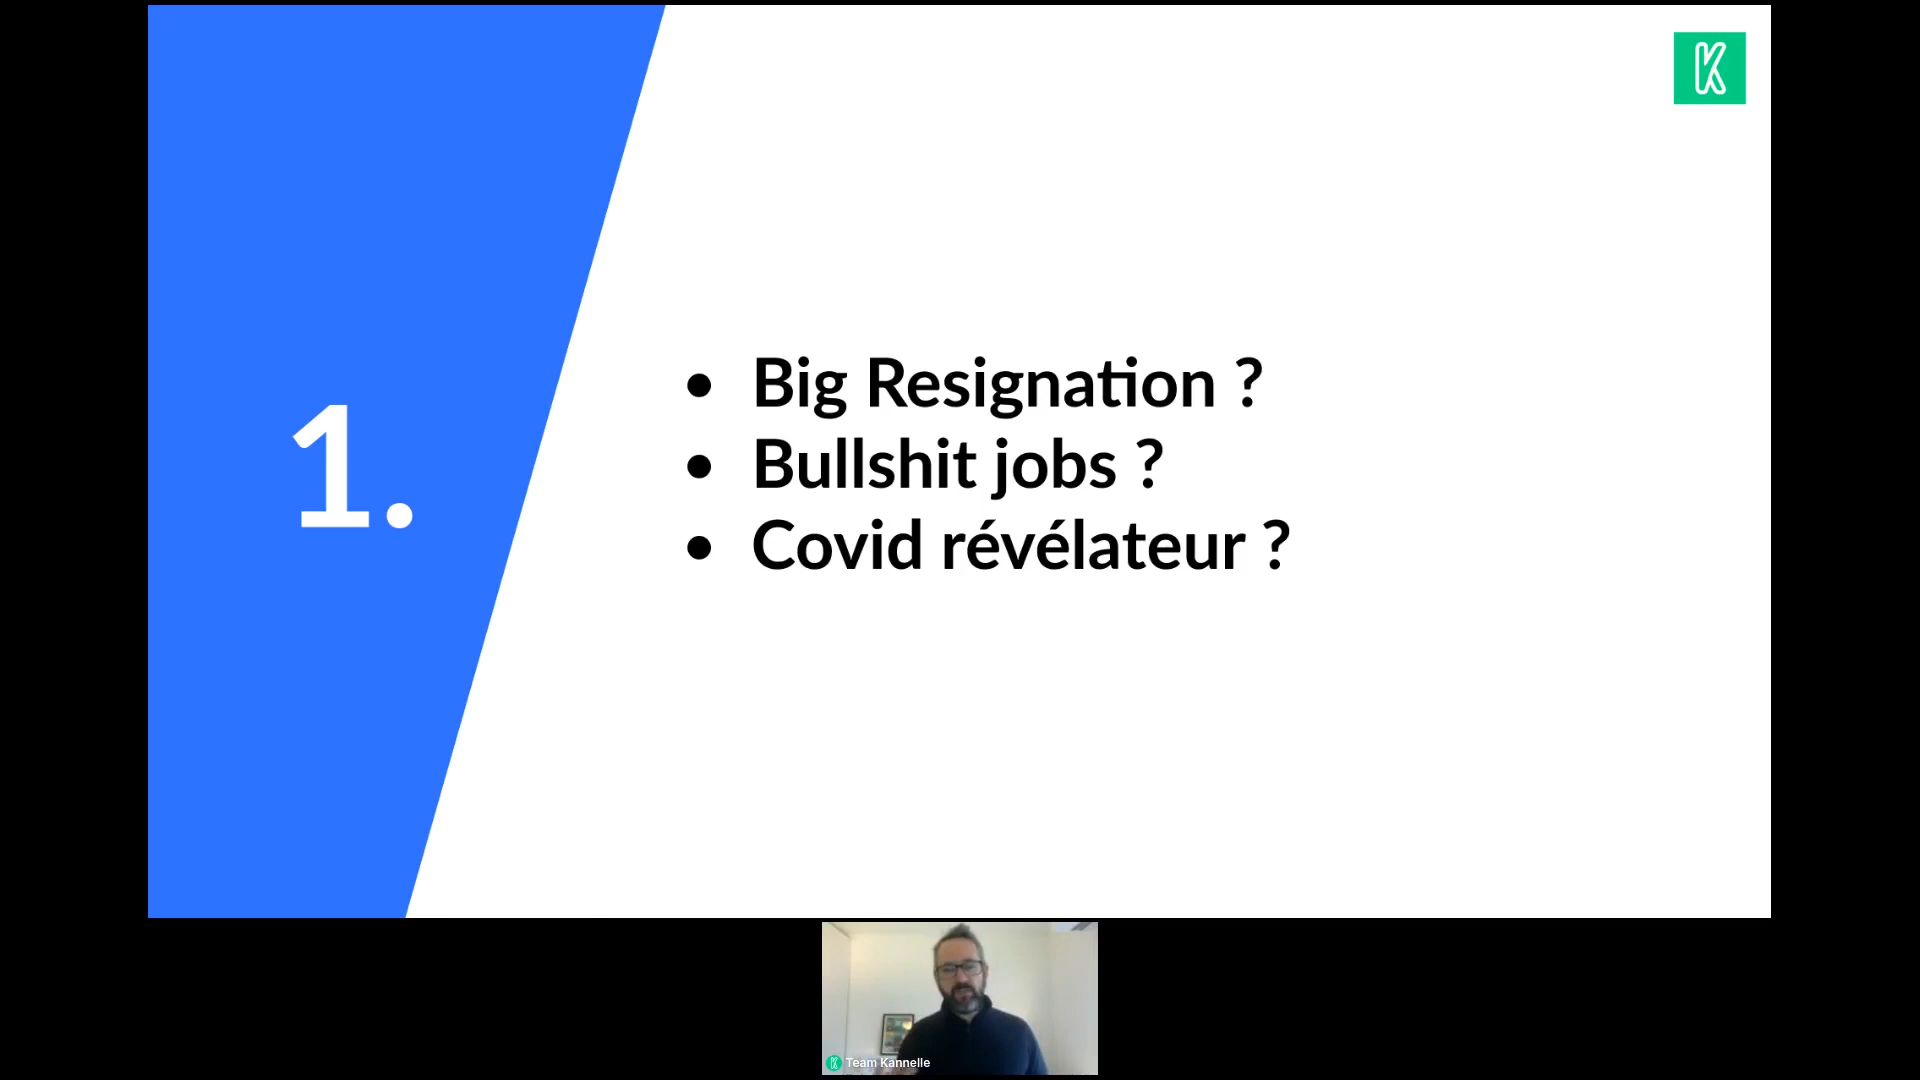 K
1.
• Big Resignation ?
• Bullshit jobs ?
• Covid révélateur ?
K Team Kannelle